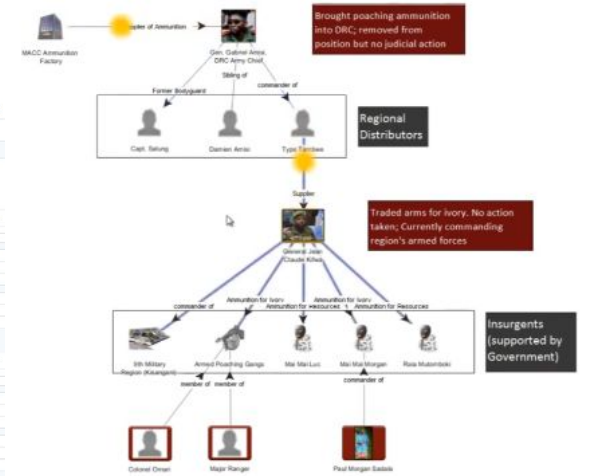 Supplier of Ammunition
MACC Ammunition
Factory
Gen. Gabriel Amisi,
DRC Army Chief
Brought poaching ammunition
into DRC; removed from
position but no judicial action
Sibling of
Former Bodyguard
commander of
Regional
Distributors
Capt.
Damien Amisi
Supplier
Traded arms for ivory. No action
taken; Currently commanding
region's armed forces
General Jean
Claude Kifwa
Ammunition for Ivory
Ammunition for Ivory
commander of
Ammunition for Resources
Ammunition for Resources
Insurgents
(supported by
Government)
9th Military
Region (Kisangani)
Armed Poaching Gangs
Mai Mai Luc
Mai Mai Morgan
Raia Mutomboki
member of
member of
commander of
Colonel Oman
Major Ranger
Paul Morgan Sadala